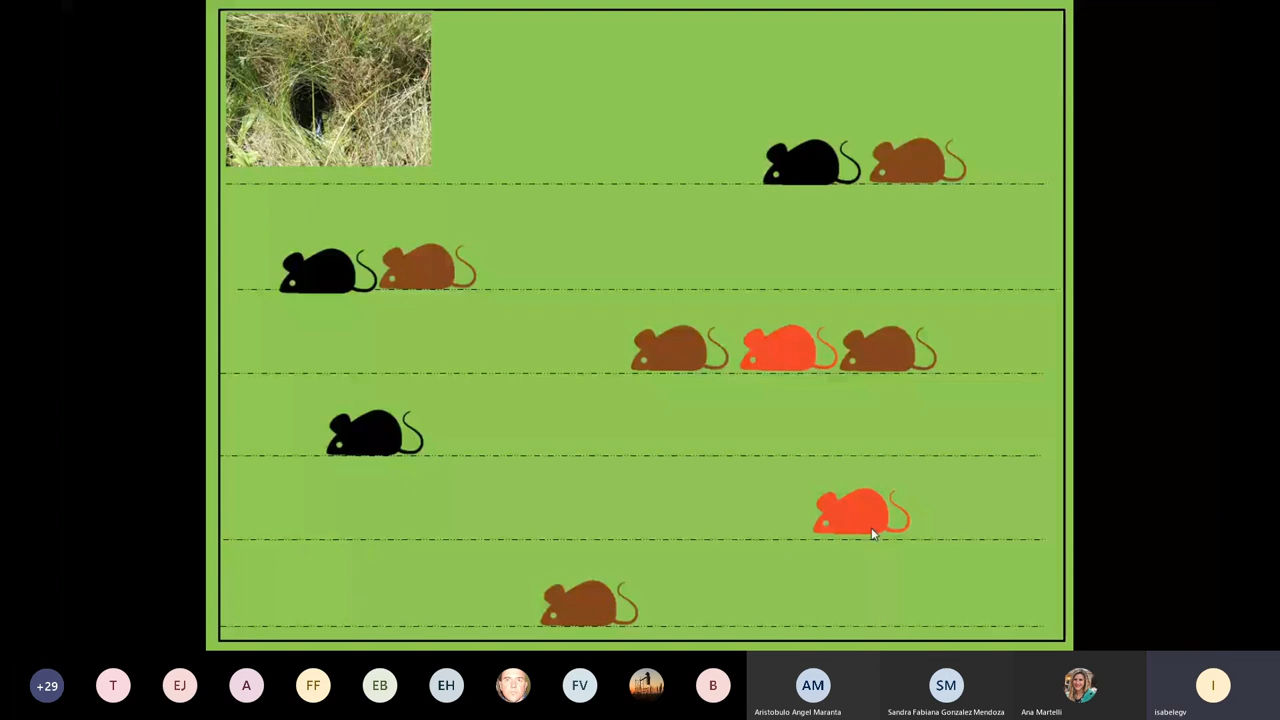 +29
T
EJ
A
FF
EB
EH
FV
B
AM
Aristobulo Angel Maranta
SM
Sandra Fabiana Gonzalez Mendoza
Ana Martelli
I
isabelegv